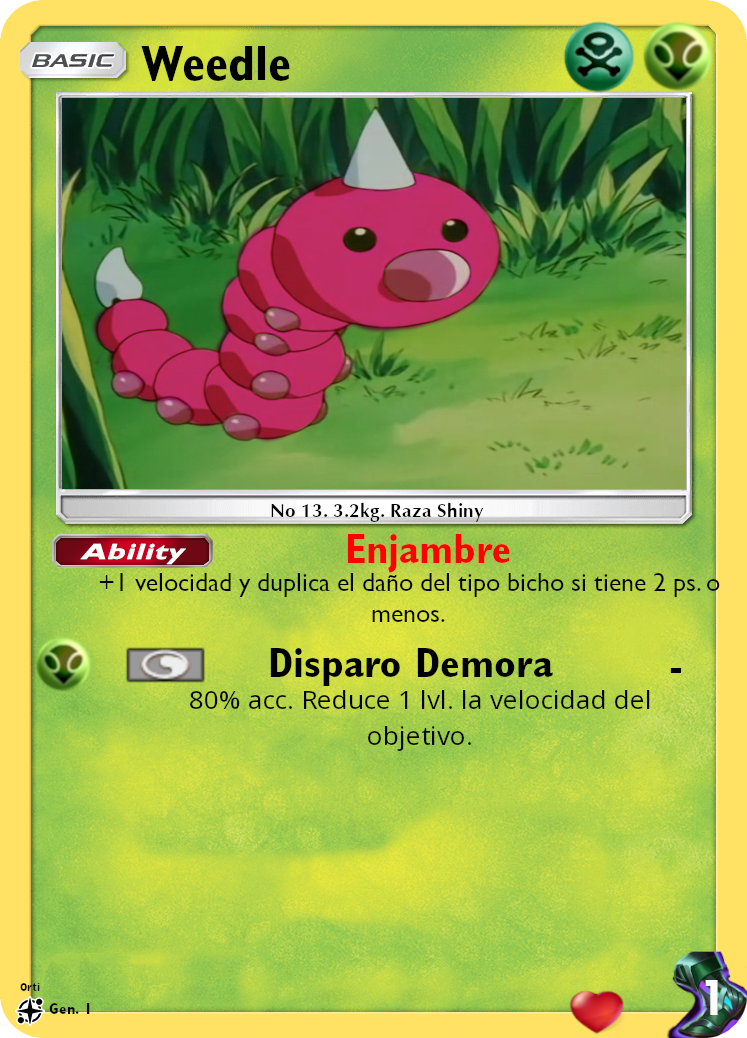 BASIC Weedle
No 13. 3.2kg. Raza Shiny
Ability Enjambre
+1 velocidad y duplica el daño del tipo bicho si tiene 2 ps. o
menos.
Disparo Demora -
80% acc. Reduce 1 lvl. la velocidad del
objetivo.
Orti
Gen. 1
1